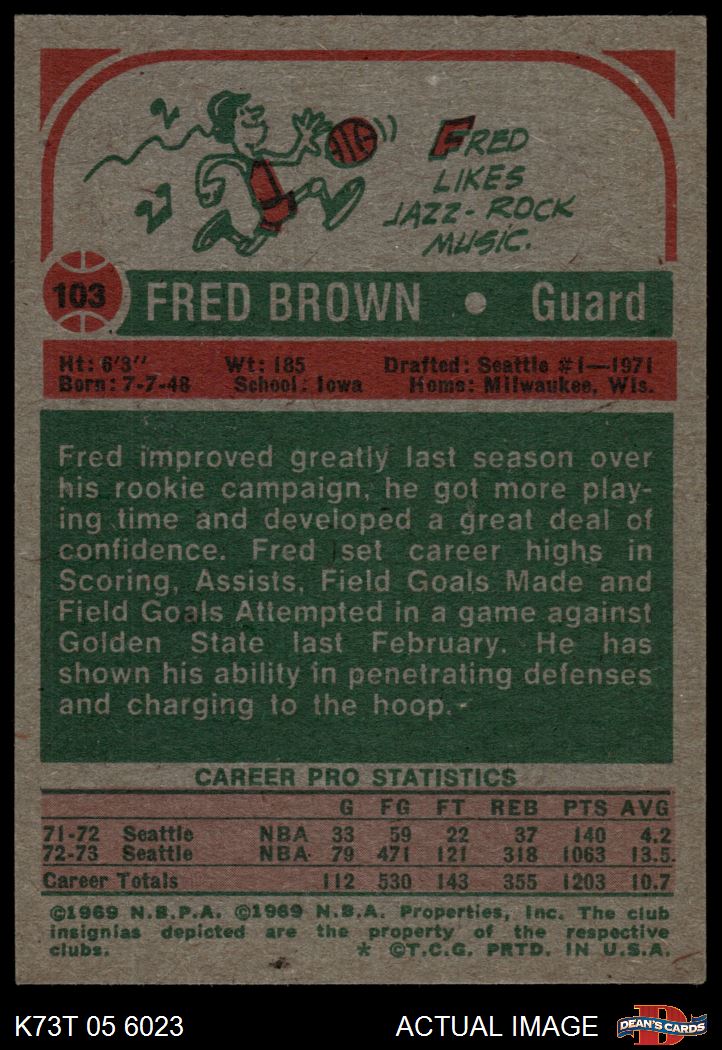 FRED
LIKES
JAZZ-ROCK
MUSIC.
103 FRED BROWN • Guard
Ht: 6'3" Wt: 185 Drafted: Seattle #1—1971
Born: 7-7-48 School: Iowa Home: Milwaukee, Wis.
Fred improved greatly last season over
his rookie campaign, he got more play-
ing time and developed a great deal of
confidence. Fred set career highs in
Scoring, Assists, Field Goals Made and
Field Goals Attempted in a game against
Golden State last February. He has
shown his ability in penetrating defenses
and charging to the hoop.
CAREER PRO STATISTICS
G FG FT REB PTS AVG
71-72 Seattle NBA 33 59 22 37 140 4.2
72-73 Seattle NBA 79 471 121 318 1063 13.5
Career Totals 112 530 143 355 1203 10.7
©1969 N.B.P.A. ©1969 N.B.A. Properties, Inc. The club
insignias depicted are the property of the respective
clubs. * ©T.C.G. PRTD. IN U.S.A.
K73T 05 6023 ACTUAL IMAGE D DEAN'S CARDS